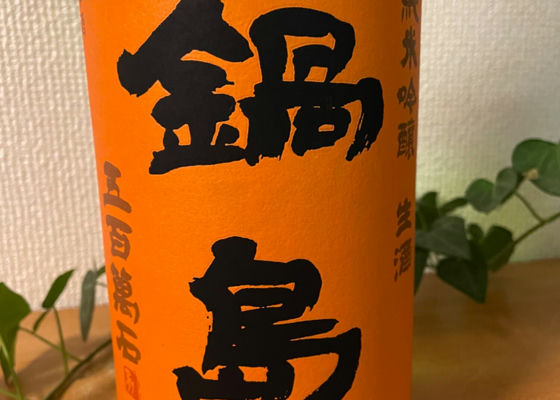 純米吟醸 生酒
鍋島
五百萬石